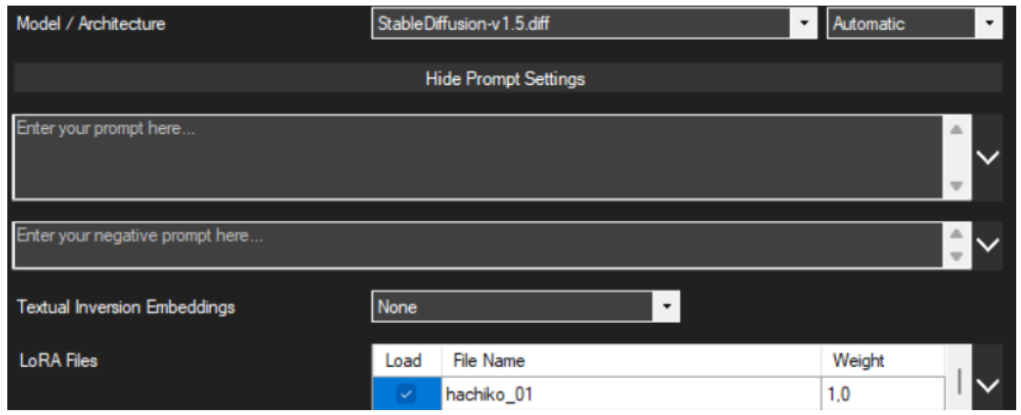 Model / Architecture StableDiffusion-v1.5.diff Automatic
Hide Prompt Settings
Enter your prompt here...
Enter your negative prompt here...
Textual Inversion Embeddings None
LoRA Files Load File Name Weight
hachiko_01 1,0